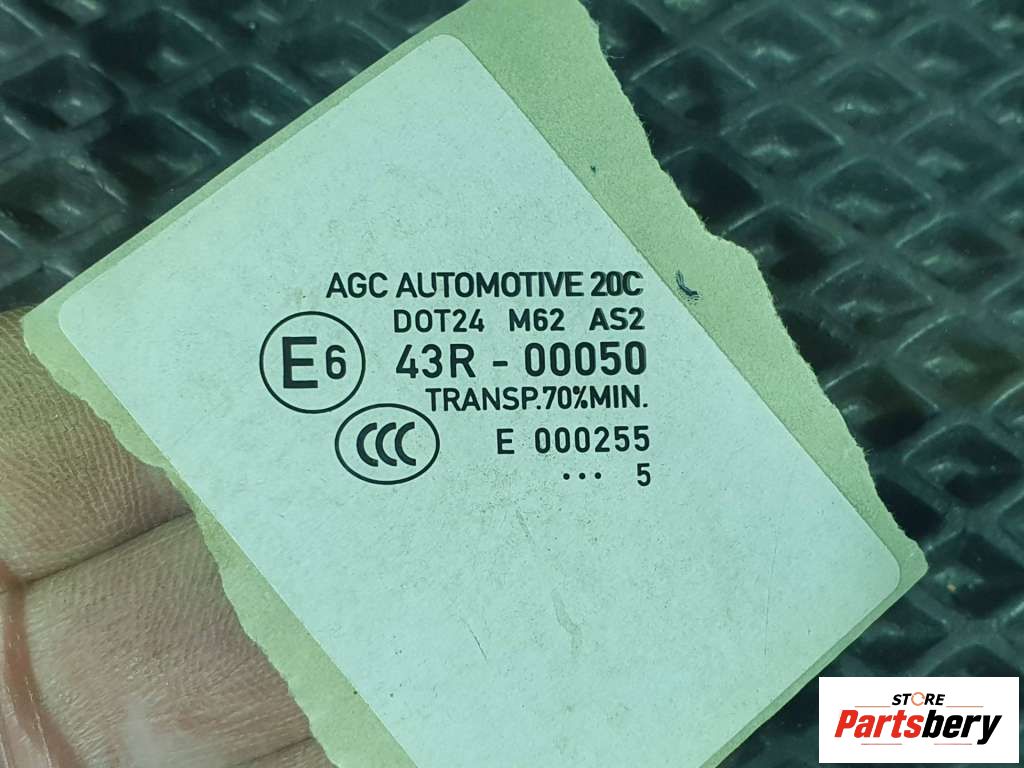 AGC AUTOMOTIVE 20C
DOT24 M62 AS2
E6 43R - 00050
TRANSP.70%MIN.
CCC E 000255
... 5
STORE
Partsbery